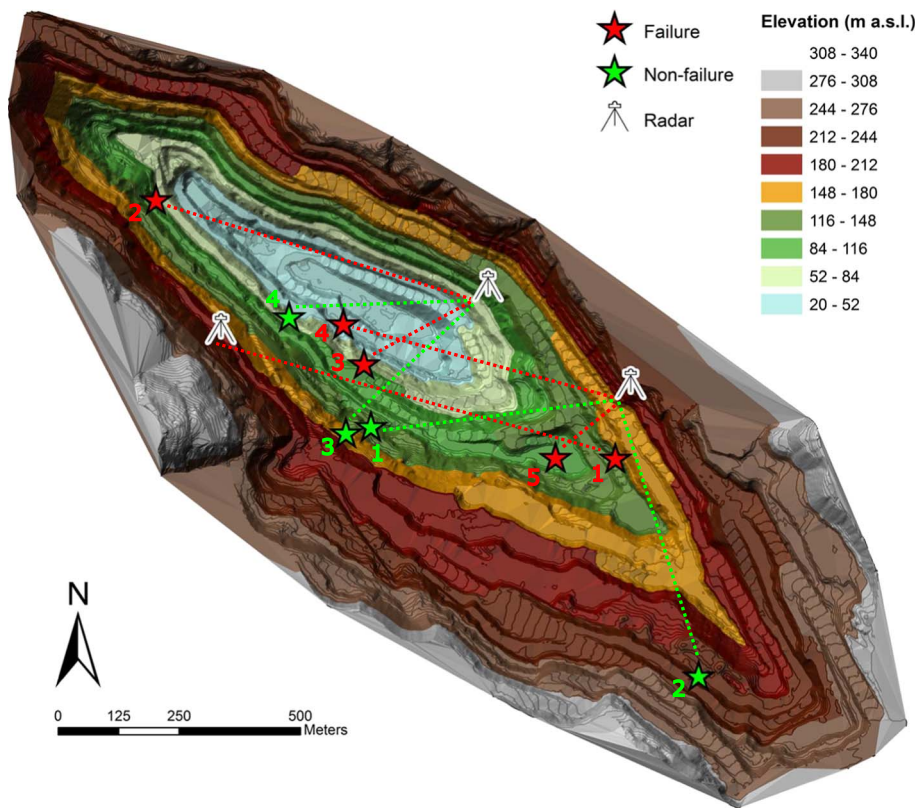 Failure
Non-failure
Radar
Elevation (m a.s.l.)
308 - 340
276 - 308
244 - 276
212 - 244
180 - 212
148 - 180
116 - 148
84 - 116
52 - 84
20 - 52
2
4
4
3
3
1
5
1
2
N
0 125 250 500
Meters